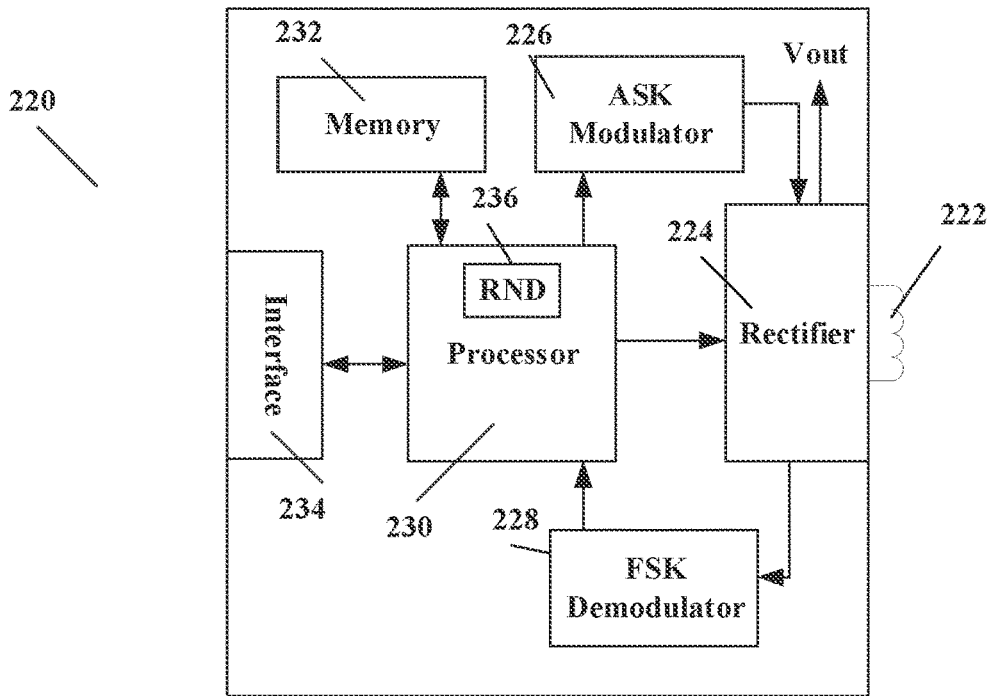 232
226
Vout
220
ASK
Modulator
Memory
236
224
222
RND
Rectifier
Processor
Interface
234
230
228
FSK
Demodulator